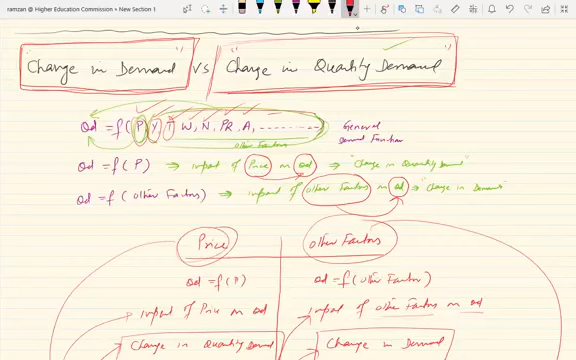 ramzan @ Higher Education Commission » New Section 1
"Change in Demand" VS "Change in Quantity Demand"
Qd = f( P, Y, T, W, N, PR, A, ---------- ) General demand Function
other Factors
Qd = f ( P ) ⇒ impact of Price on Qd ⇒ "Change in Quantity Demand"
Qd = f ( other Factors ) ⇒ impact of other Factors on Qd ⇒ "Change in Demand"
Price other Factors
Qd = f ( P ) Qd = f ( other Factor )
impact of Price on Qd impact of other Factors on Qd
Change in Quantity Demand Change in Demand